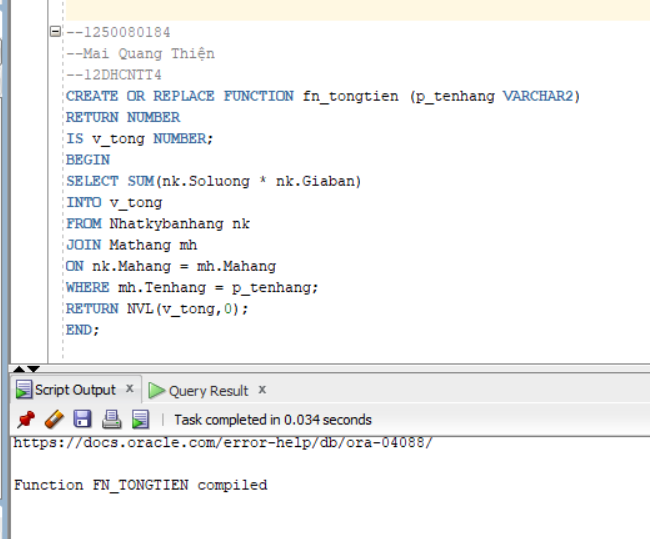 --1250080184
--Mai Quang Thiện
--12DHCNTT4
CREATE OR REPLACE FUNCTION fn_tongtien (p_tenhang VARCHAR2)
RETURN NUMBER
IS v_tong NUMBER;
BEGIN
SELECT SUM(nk.Soluong * nk.Giaban)
INTO v_tong
FROM Nhatkybanhang nk
JOIN Mathang mh
ON nk.Mahang = mh.Mahang
WHERE mh.Tenhang = p_tenhang;
RETURN NVL(v_tong,0);
END;
Script Output x Query Result x
Task completed in 0.034 seconds
https://docs.oracle.com/error-help/db/ora-04088/
Function FN_TONGTIEN compiled